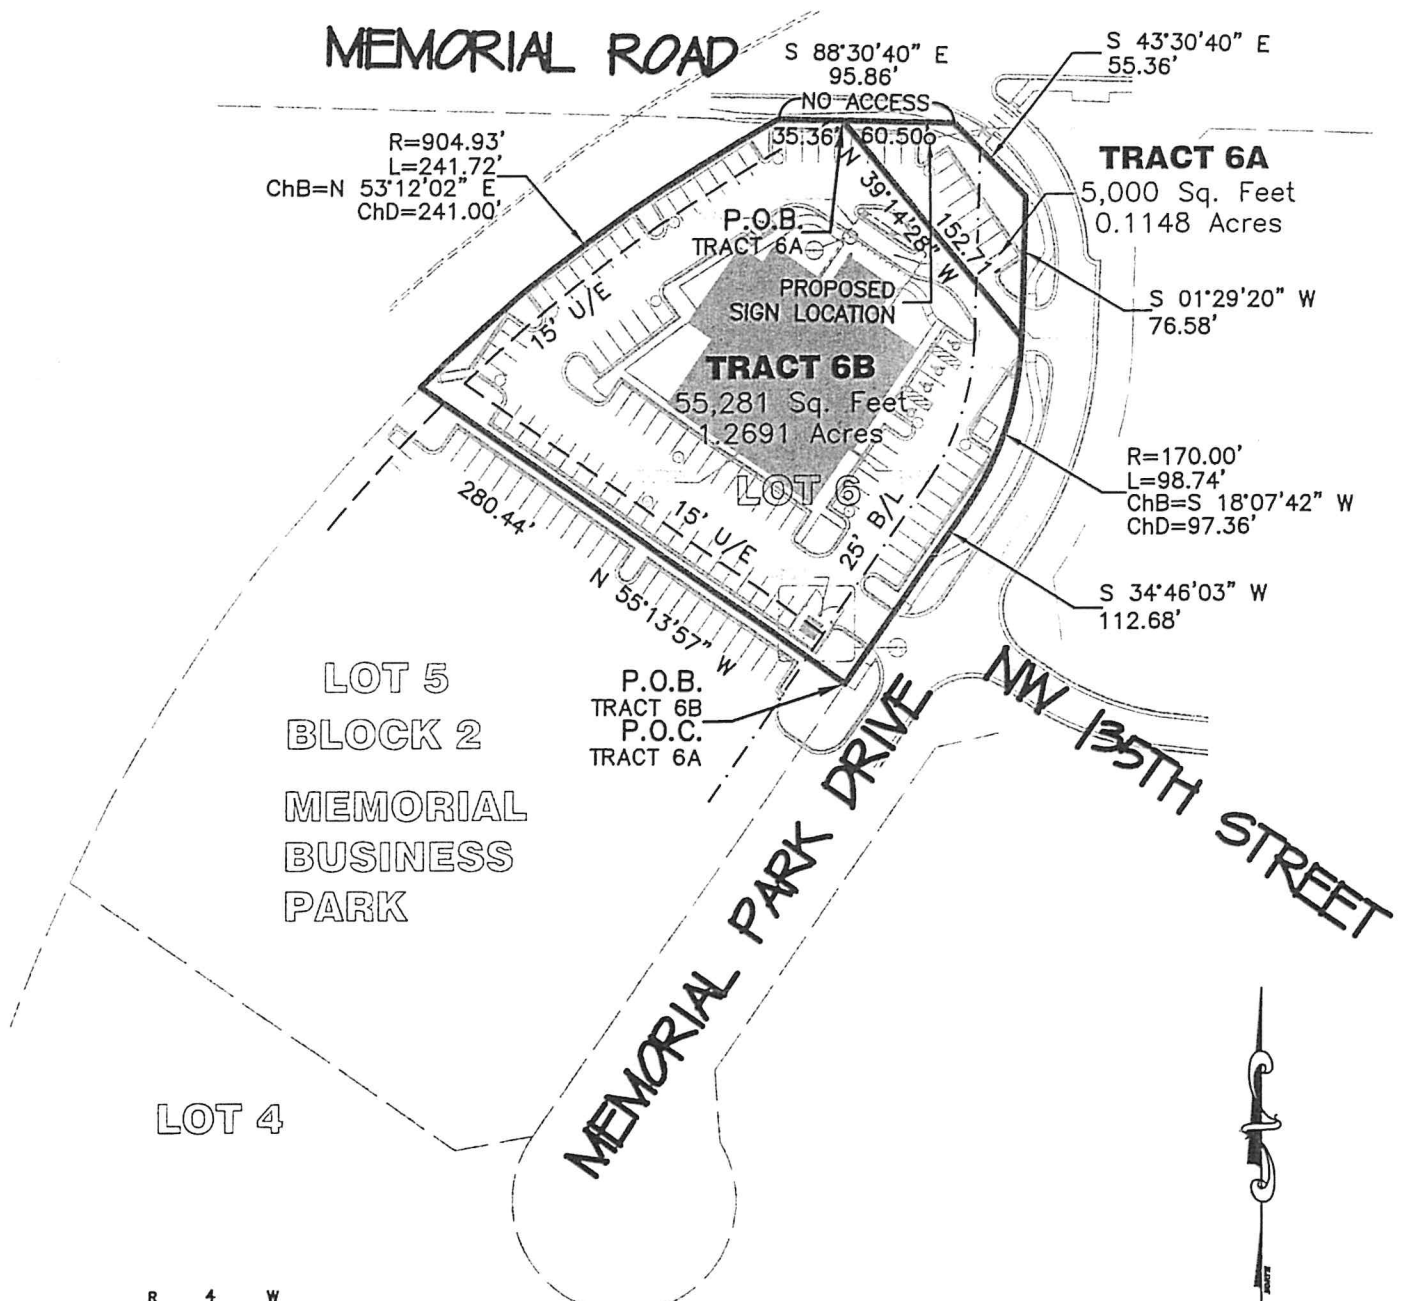 MEMORIAL ROAD
S 88°30'40" E
95.86'
NO ACCESS
35.36'
60.50'
S 43°30'40" E
55.36'
R=904.93'
L=241.72'
ChB=N 53°12'02" E
ChD=241.00'
TRACT 6A
5,000 Sq. Feet
0.1148 Acres
P.O.B.
TRACT 6A
N 39°14'28" W
152.71'
PROPOSED
SIGN LOCATION
S 01°29'20" W
76.58'
15' U/E
TRACT 6B
55,281 Sq. Feet
1.2691 Acres
LOT 6
R=170.00'
L=98.74'
ChB=S 18°07'42" W
ChD=97.36'
280.44'
N 55°13'57" W
15' U/E
25' B/L
S 34°46'03" W
112.68'
P.O.B.
TRACT 6B
P.O.C.
TRACT 6A
LOT 5
BLOCK 2
MEMORIAL
BUSINESS
PARK
MEMORIAL PARK DRIVE
NW 135TH STREET
LOT 4
R 4 W